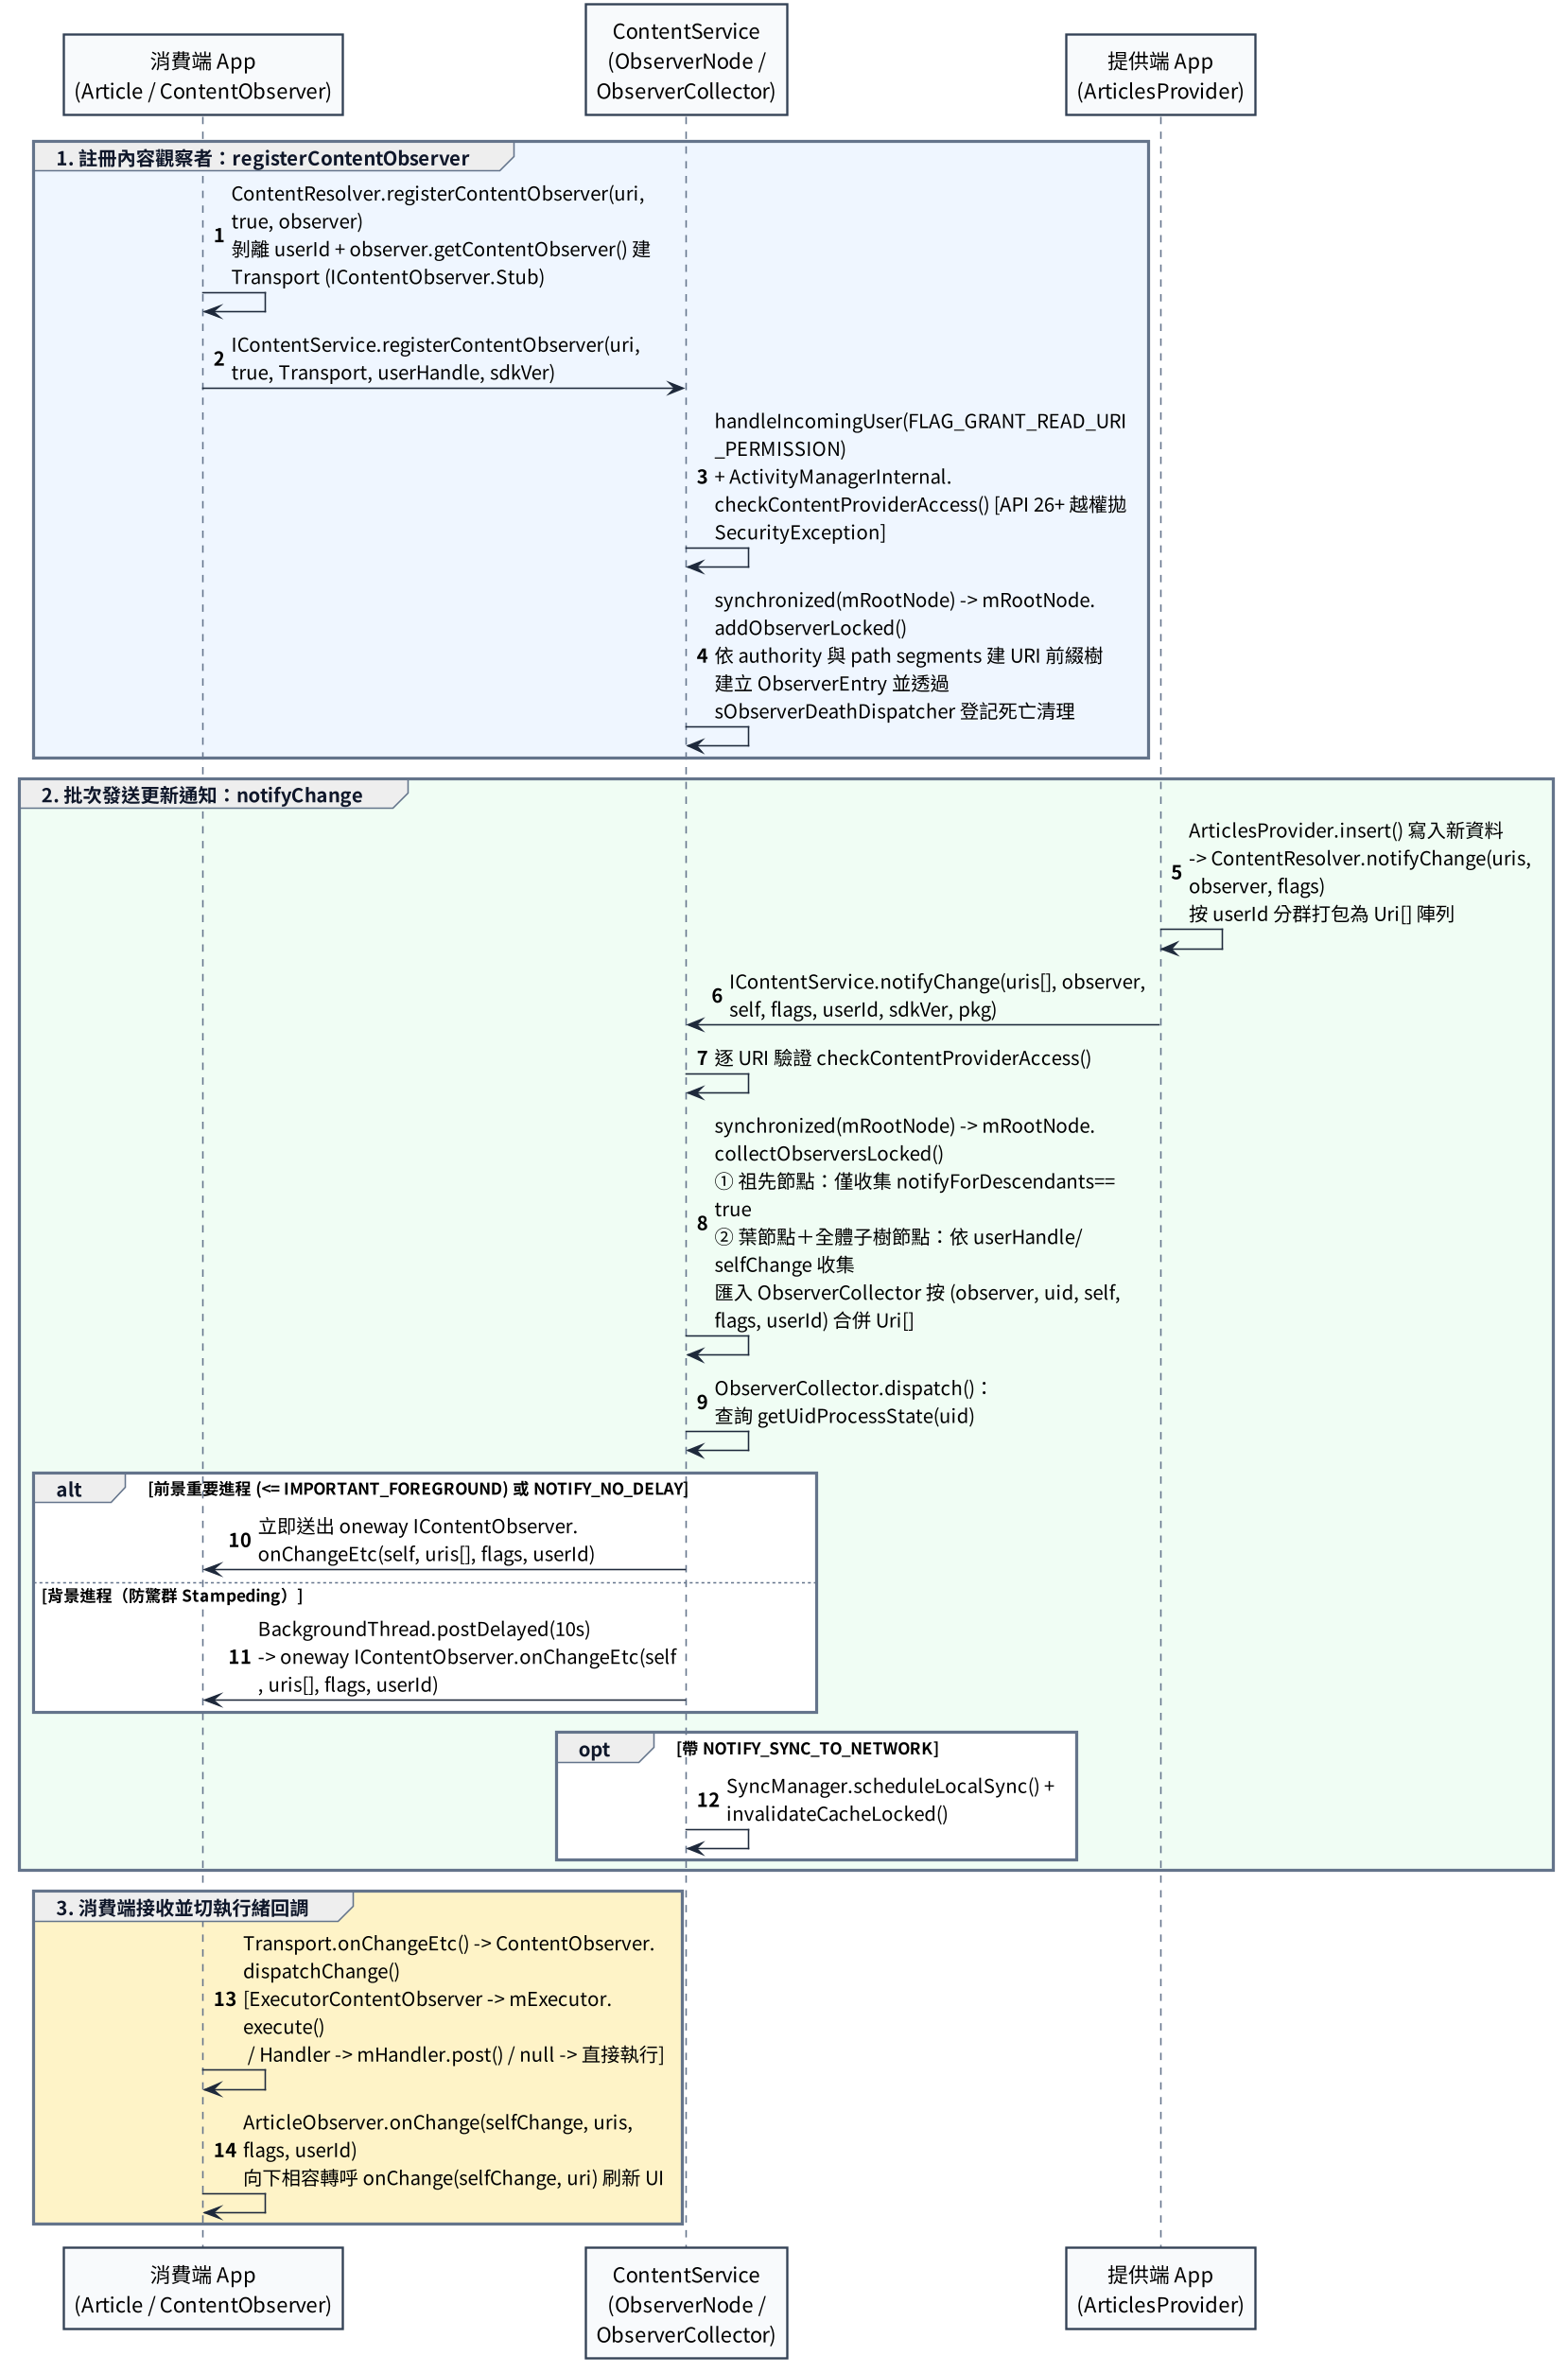 消費端 App
(Article / ContentObserver)
ContentService
(ObserverNode /
ObserverCollector)
提供端 App
(ArticlesProvider)
1. 註冊內容觀察者：registerContentObserver
1
ContentResolver.registerContentObserver(uri,
true, observer)
剝離 userId + observer.getContentObserver() 建
Transport (IContentObserver.Stub)
2
IContentService.registerContentObserver(uri,
true, Transport, userHandle, sdkVer)
3
handleIncomingUser(FLAG_GRANT_READ_URI
_PERMISSION)
+ ActivityManagerInternal.
checkContentProviderAccess() [API 26+ 越權拋
SecurityException]
4
synchronized(mRootNode) -> mRootNode.
addObserverLocked()
依 authority 與 path segments 建 URI 前綴樹
建立 ObserverEntry 並透過
sObserverDeathDispatcher 登記死亡清理
2. 批次發送更新通知：notifyChange
5
ArticlesProvider.insert() 寫入新資料
-> ContentResolver.notifyChange(uris,
observer, flags)
按 userId 分群打包為 Uri[] 陣列
6
IContentService.notifyChange(uris[], observer,
self, flags, userId, sdkVer, pkg)
7 逐 URI 驗證 checkContentProviderAccess()
8
synchronized(mRootNode) -> mRootNode.
collectObserversLocked()
① 祖先節點：僅收集 notifyForDescendants==
true
② 葉節點＋全體子樹節點：依 userHandle/
selfChange 收集
匯入 ObserverCollector 按 (observer, uid, self,
flags, userId) 合併 Uri[]
9
ObserverCollector.dispatch()：
查詢 getUidProcessState(uid)
alt [前景重要進程 (<= IMPORTANT_FOREGROUND) 或 NOTIFY_NO_DELAY]
10
立即送出 oneway IContentObserver.
onChangeEtc(self, uris[], flags, userId)
[背景進程（防驚群 Stampeding）]
11
BackgroundThread.postDelayed(10s)
-> oneway IContentObserver.onChangeEtc(self
, uris[], flags, userId)
opt [帶 NOTIFY_SYNC_TO_NETWORK]
12
SyncManager.scheduleLocalSync() +
invalidateCacheLocked()
3. 消費端接收並切執行緒回調
13
Transport.onChangeEtc() -> ContentObserver.
dispatchChange()
[ExecutorContentObserver -> mExecutor.
execute()
/ Handler -> mHandler.post() / null -> 直接執行]
14
ArticleObserver.onChange(selfChange, uris,
flags, userId)
向下相容轉呼 onChange(selfChange, uri) 刷新 UI
消費端 App
(Article / ContentObserver)
ContentService
(ObserverNode /
ObserverCollector)
提供端 App
(ArticlesProvider)